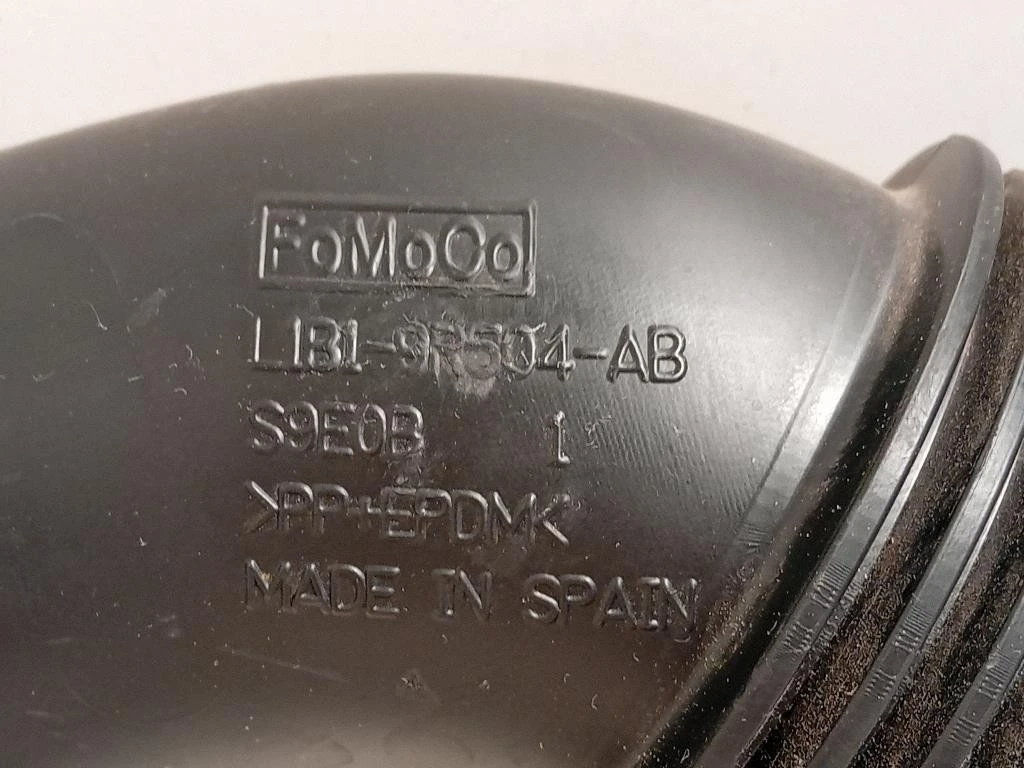 FoMoCo
L1B1-9R504-AB
S9E0B 1
>PP+EPDM<
MADE IN SPAIN